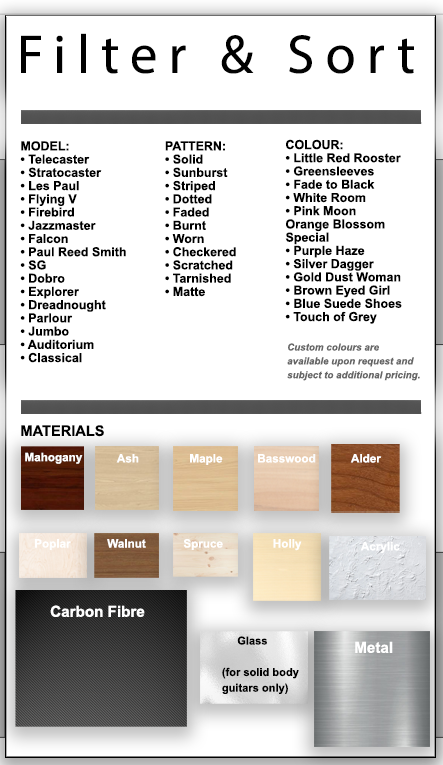 Filter & Sort
MODEL:
• Telecaster
• Stratocaster
• Les Paul
• Flying V
• Firebird
• Jazzmaster
• Falcon
• Paul Reed Smith
• SG
• Dobro
• Explorer
• Dreadnought
• Parlour
• Jumbo
• Auditorium
• Classical
PATTERN:
• Solid
• Sunburst
• Striped
• Dotted
• Faded
• Burnt
• Worn
• Checkered
• Scratched
• Tarnished
• Matte
COLOUR:
• Little Red Rooster
• Greensleeves
• Fade to Black
• White Room
• Pink Moon
Orange Blossom
Special
• Purple Haze
• Silver Dagger
• Gold Dust Woman
• Brown Eyed Girl
• Blue Suede Shoes
• Touch of Grey
Custom colours are
available upon request and
subject to additional pricing.
MATERIALS
Mahogany
Ash
Maple
Basswood
Alder
Poplar
Walnut
Spruce
Holly
Acrylic
Carbon Fibre
Glass
(for solid body
guitars only)
Metal